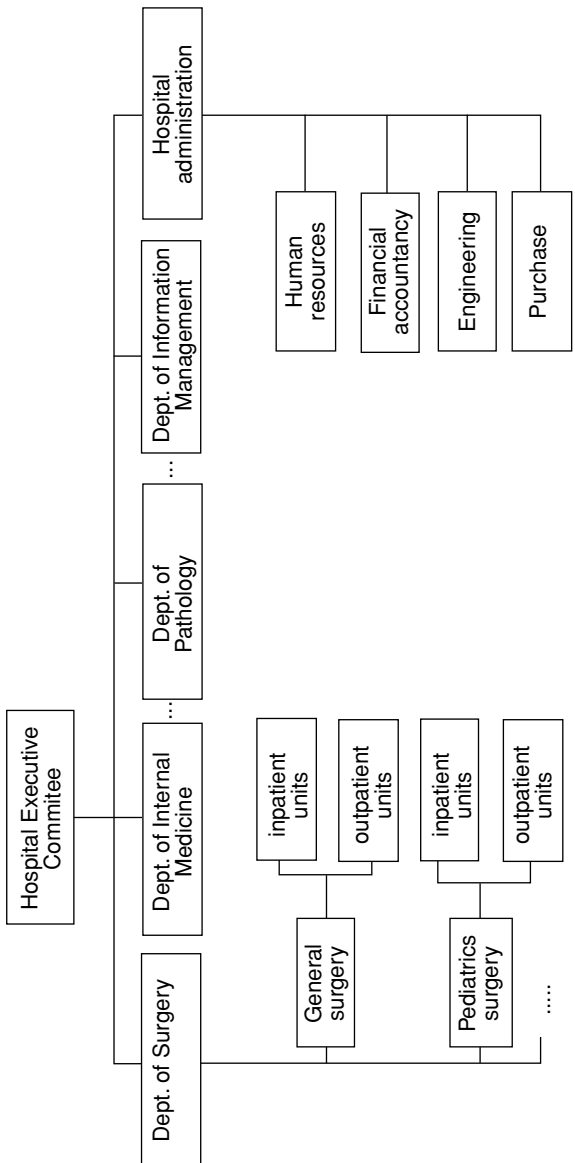 Hospital Executive
Commitee
Dept. of Surgery
Dept. of Internal
Medicine
...
Dept. of
Pathology
...
Dept. of Information
Management
Hospital
administration
General
surgery
inpatient
units
outpatient
units
Pediatrics
surgery
inpatient
units
outpatient
units
.....
Human
resources
Financial
accountancy
Engineering
Purchase